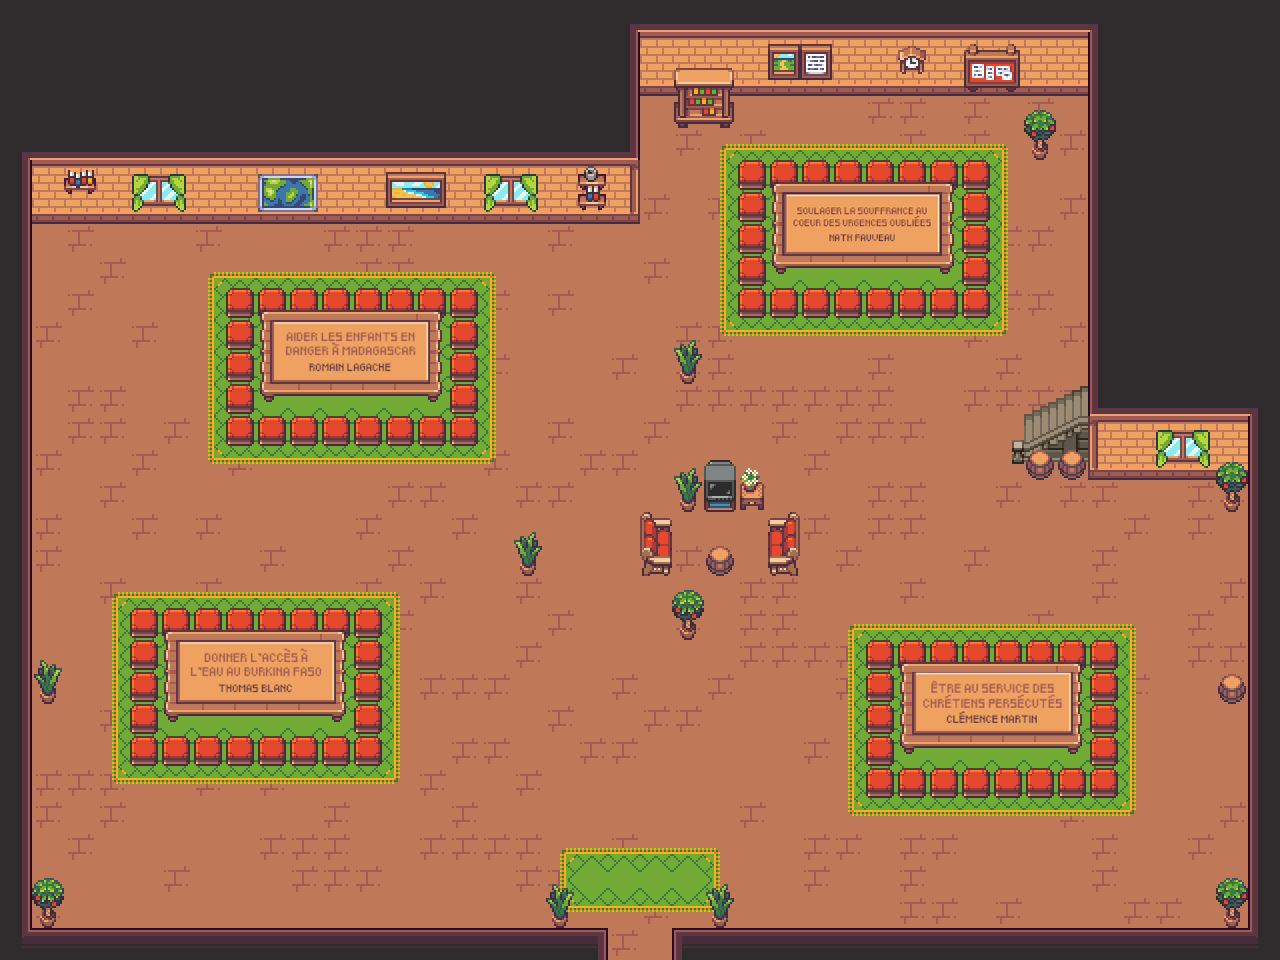 SOULAGER LA SOUFFRANCE AU
COEUR DES URGENCES OUBLIÉES
NATH FAUVEAU
AIDER LES ENFANTS EN
DANGER À MADAGASCAR
ROMAIN LAGACHE
DONNER L'ACCÈS À
L'EAU AU BURKINA FASO
THOMAS BLANC
ÊTRE AU SERVICE DES
CHRÉTIENS PERSÉCUTÉS
CLÉMENCE MARTIN